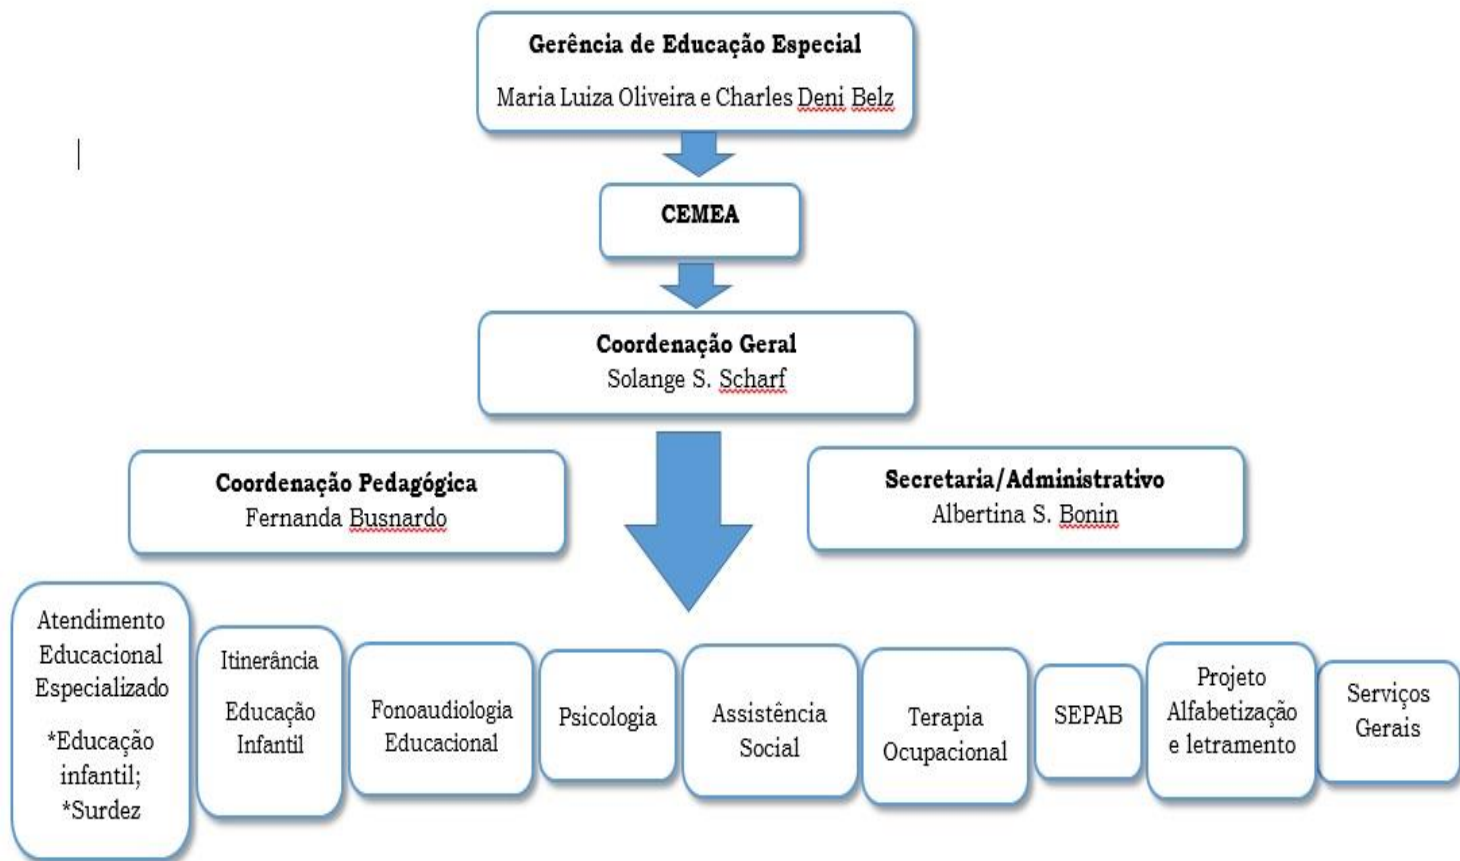 Gerência de Educação Especial
Maria Luiza Oliveira e Charles Deni Belz
CEMEA
Coordenação Geral
Solange S. Scharf
Coordenação Pedagógica
Fernanda Busnardo
Secretaria/Administrativo
Albertina S. Bonin
Atendimento
Educacional
Especializado
*Educação
infantil;
*Surdez
Itinerância
Educação
Infantil
Fonoaudiologia
Educacional
Psicologia
Assistência
Social
Terapia
Ocupacional
SEPAB
Projeto
Alfabetização
e letramento
Serviços
Gerais